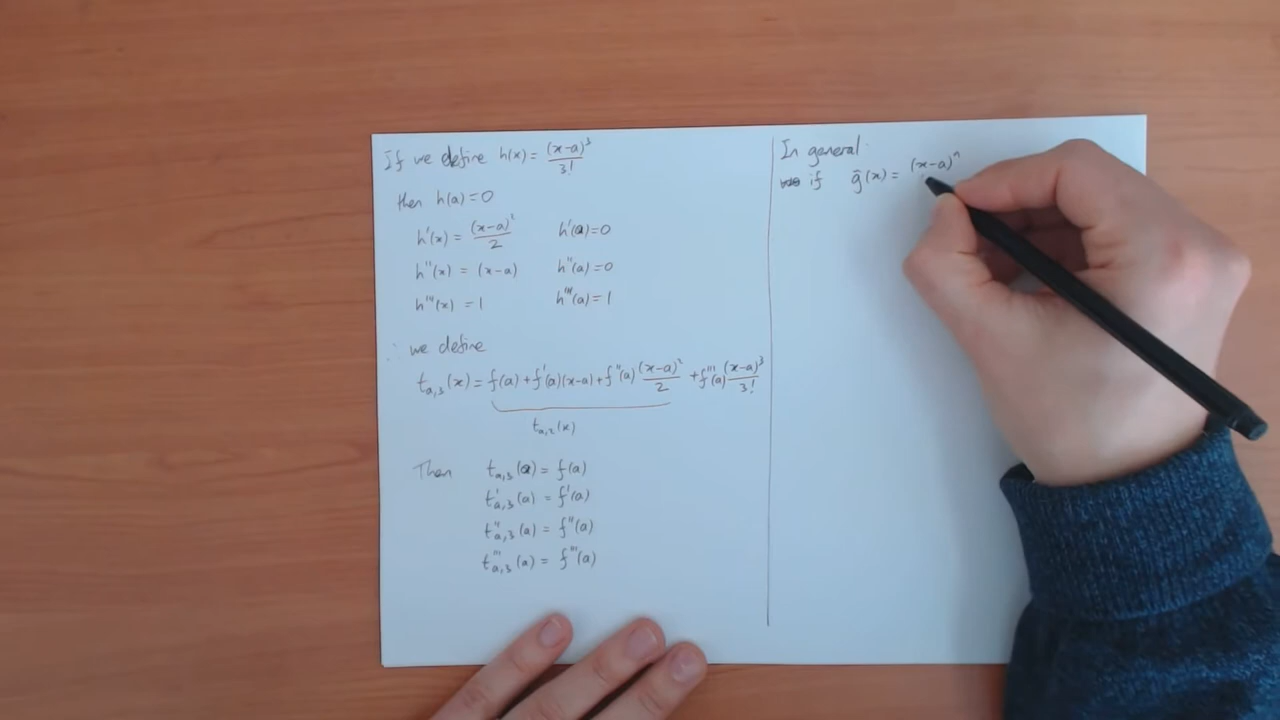 If we define h(x) = (x-a)³/3!
then h(a) = 0
h'(x) = (x-a)²/2 h'(a) = 0
h''(x) = (x-a) h''(a) = 0
h'''(x) = 1 h'''(a) = 1
∴ we define
t_{a,3}(x) = f(a) + f'(a)(x-a) + f''(a) (x-a)²/2 + f'''(a) (x-a)³/3!
t_{a,2}(x)
Then t_{a,3}(a) = f(a)
t'_{a,3}(a) = f'(a)
t''_{a,3}(a) = f''(a)
t'''_{a,3}(a) = f'''(a)
In general:
if g̃(x) = (x-a)ⁿ